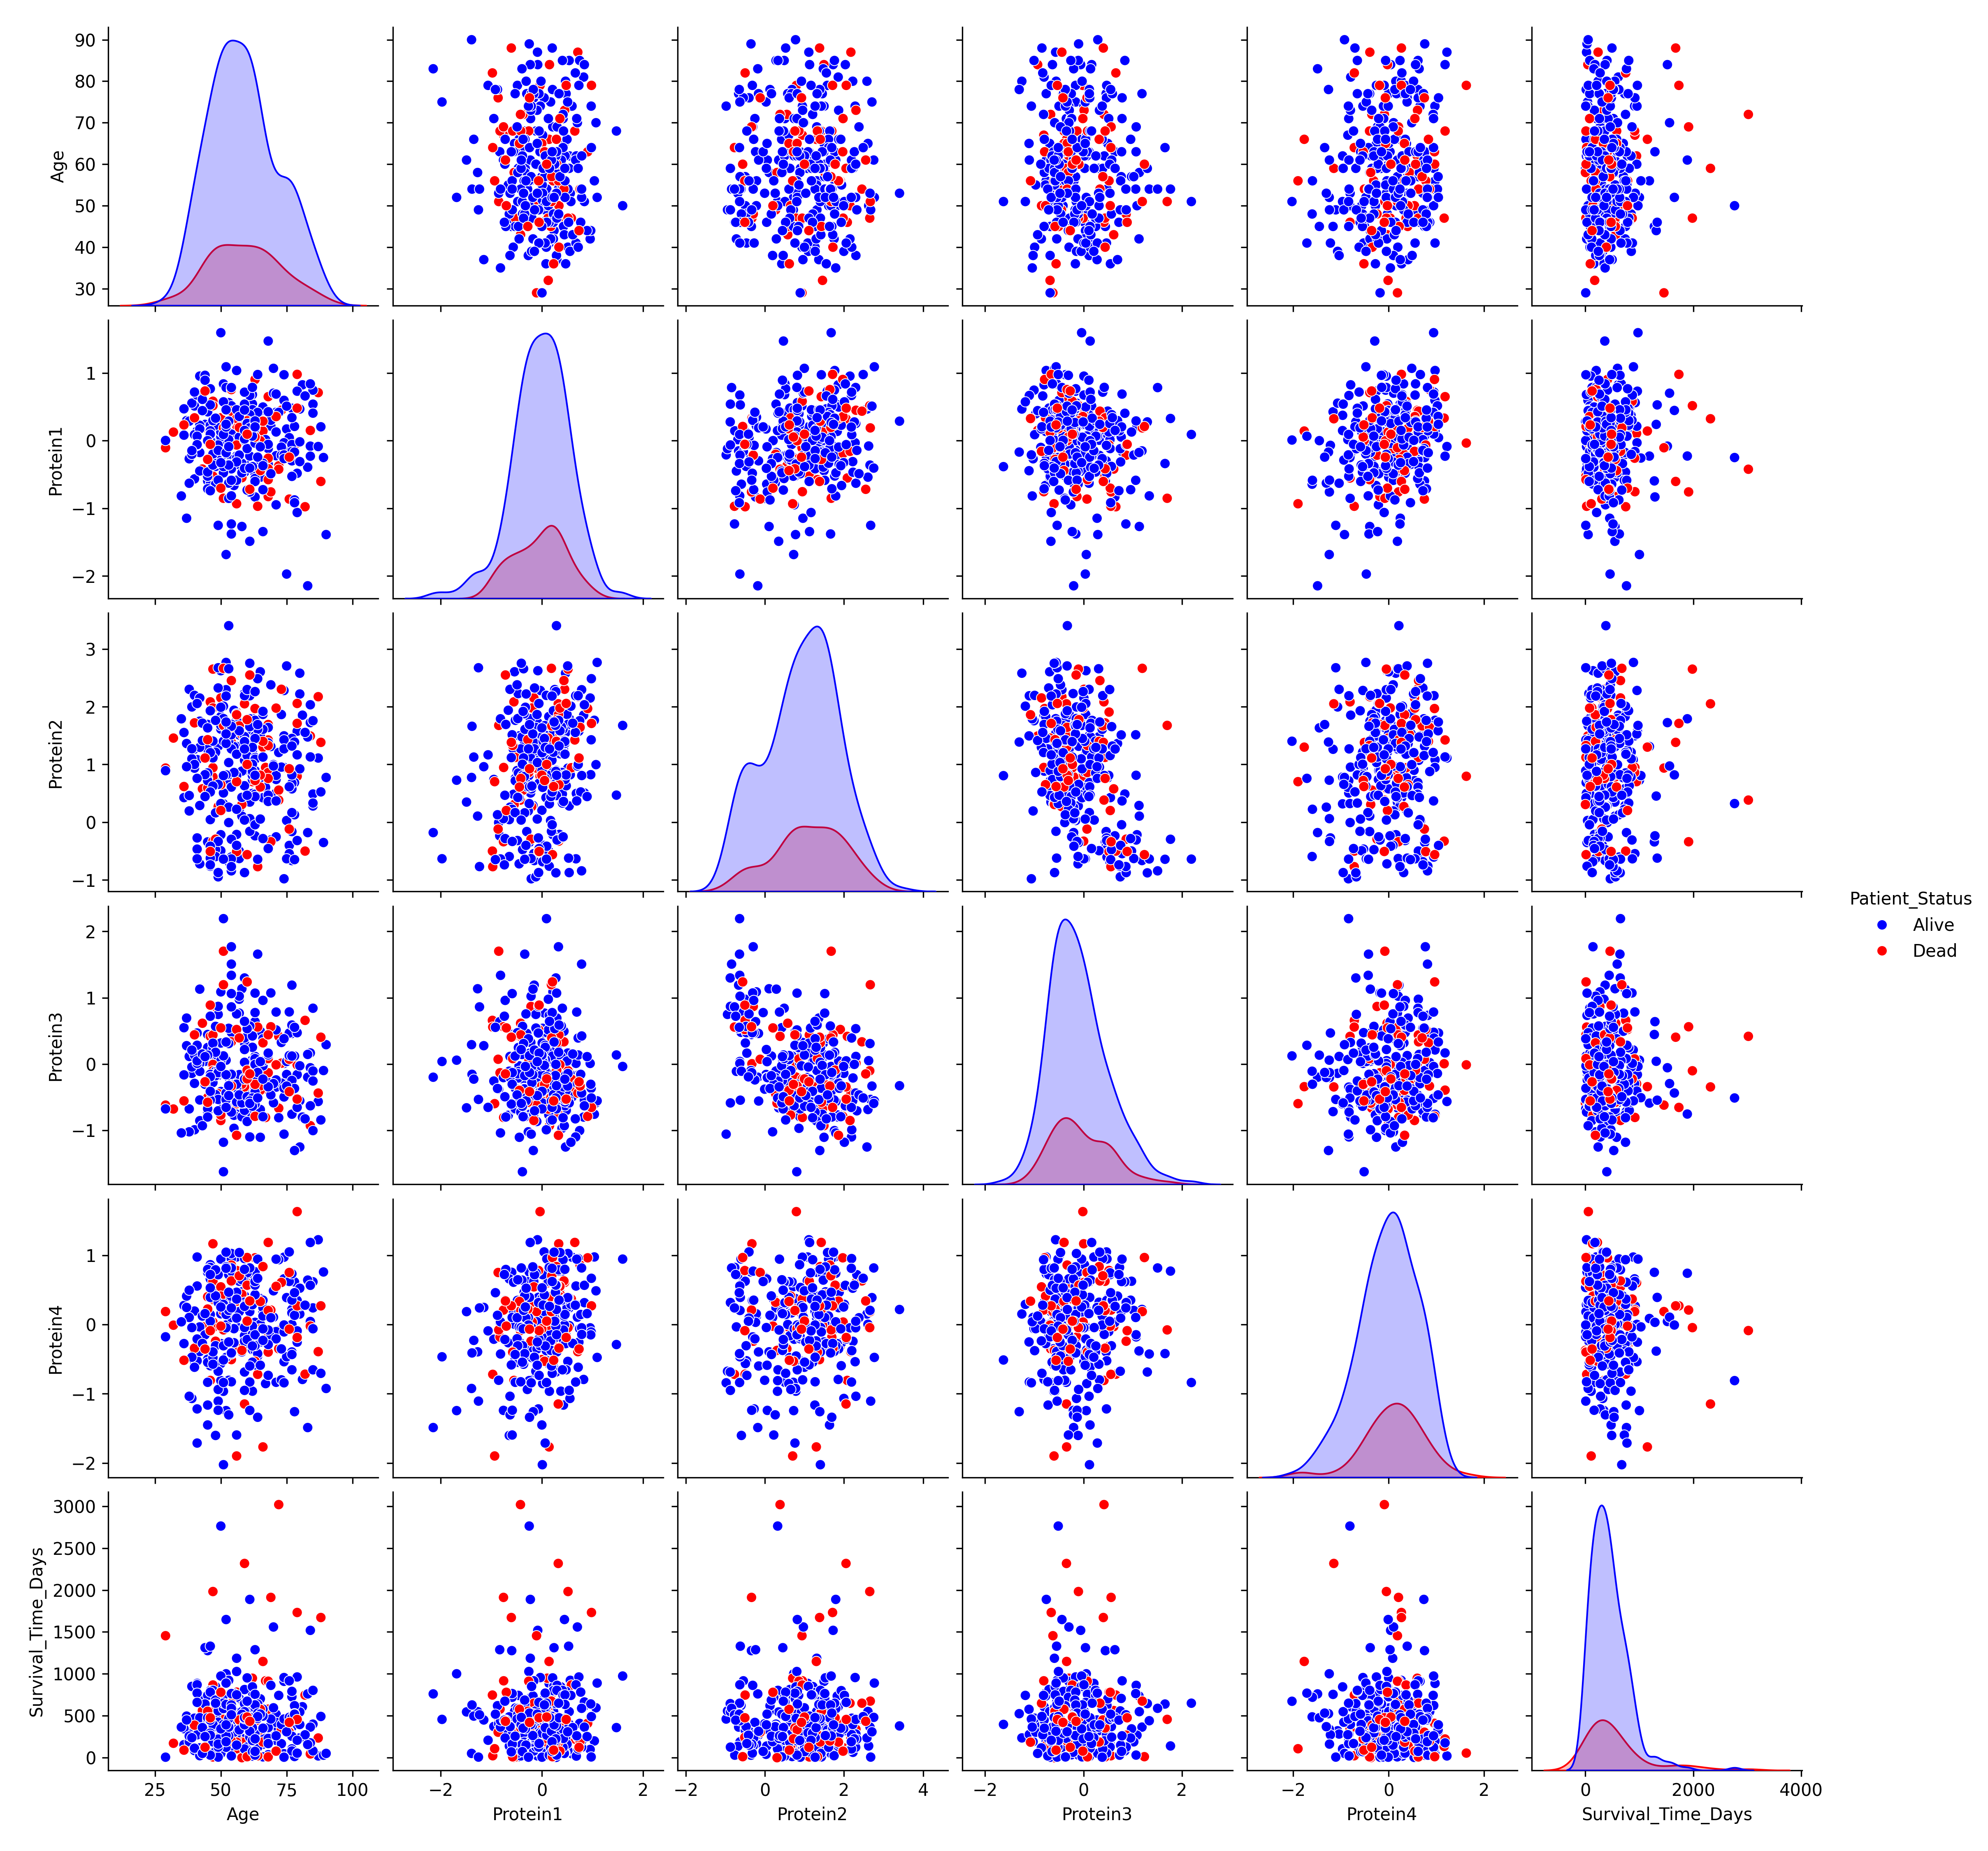 90
80
70
60
50
40
30
Age
1
0
−1
−2
Protein1
3
2
1
0
−1
Protein2
Patient_Status
Alive
Dead
2
1
0
−1
Protein3
1
0
−1
−2
Protein4
3000
2500
2000
1500
1000
500
0
Survival_Time_Days
25 50 75 100 −2 0 2 −2 0 2 4 −2 0 2 −2 0 2 0 2000 4000
Age Protein1 Protein2 Protein3 Protein4 Survival_Time_Days